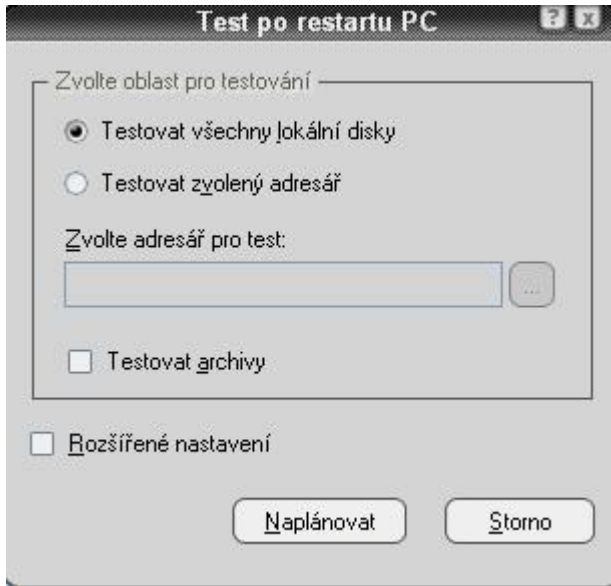 Test po restartu PC
Zvolte oblast pro testování
Testovat všechny lokální disky
Testovat zvolený adresář
Zvolte adresář pro test:
...
Testovat archivy
Rozšířené nastavení
Naplánovat
Storno